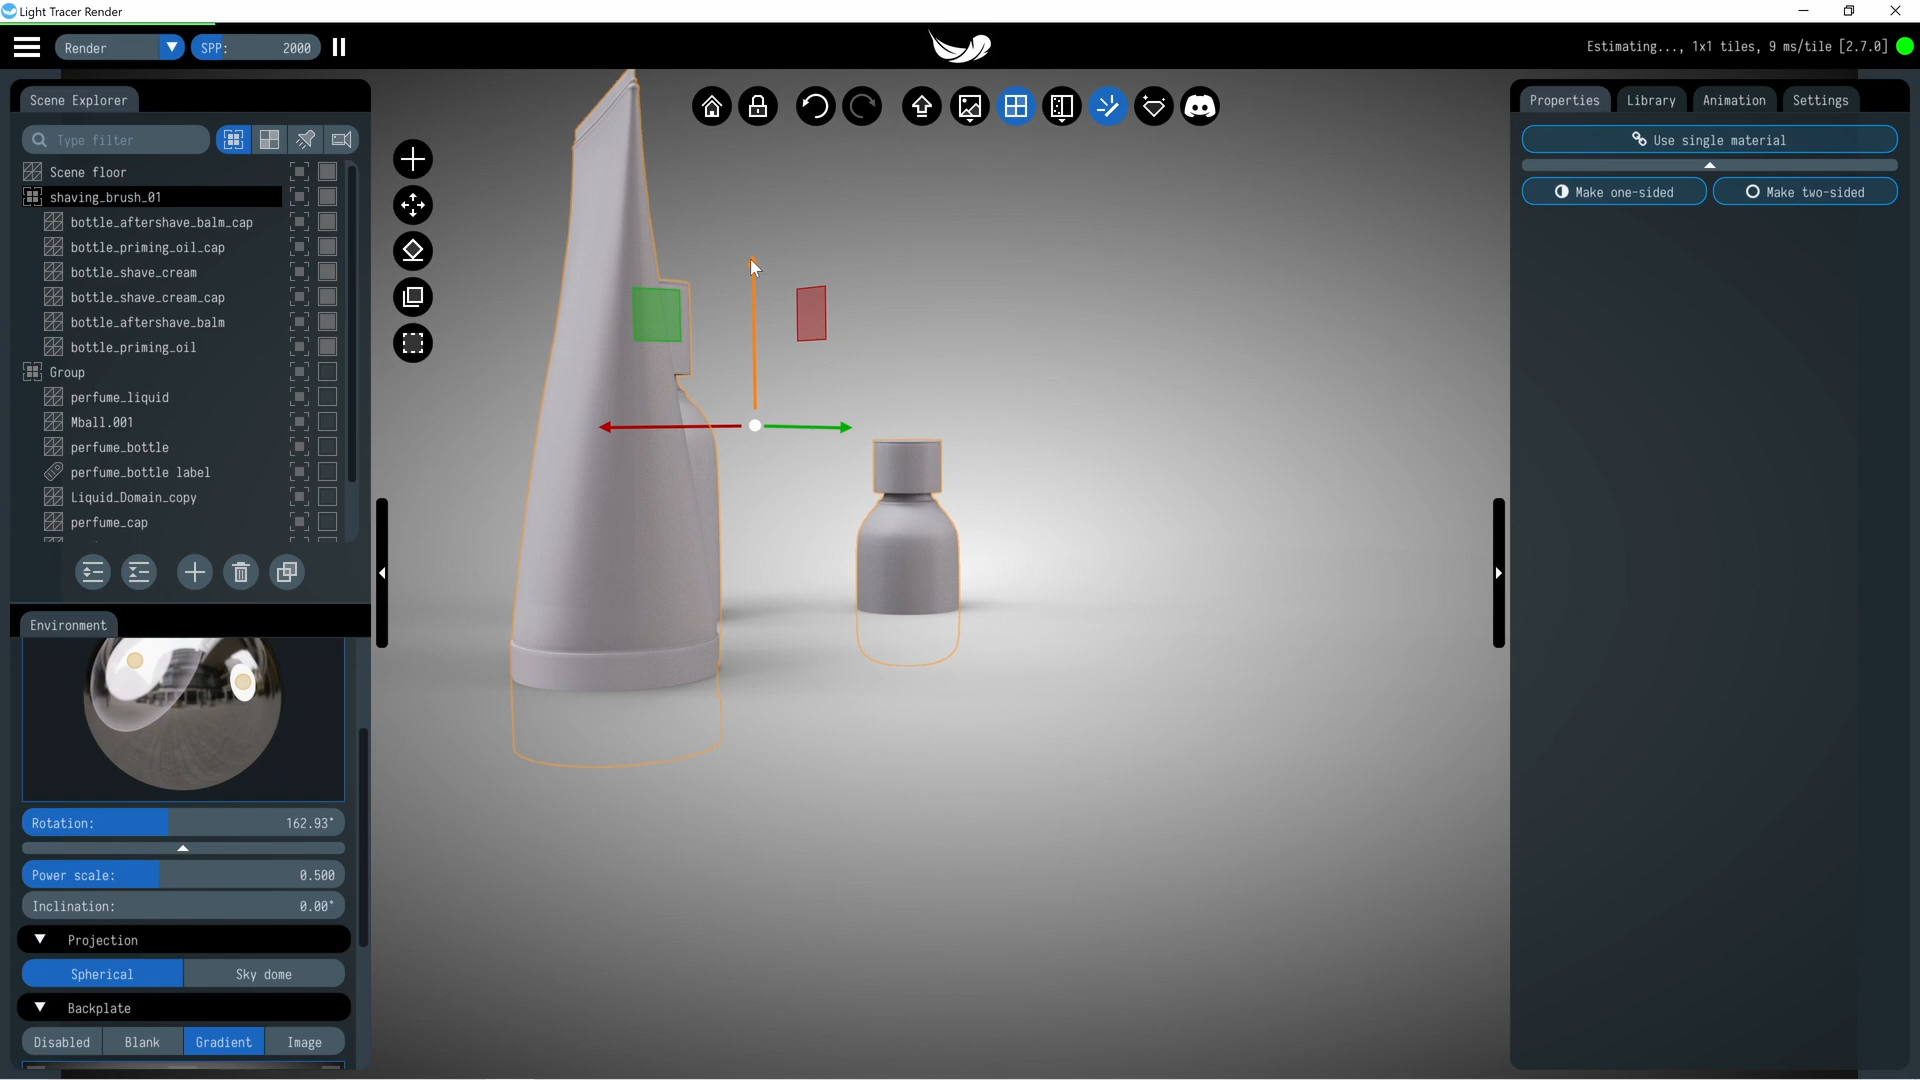 Light Tracer Render
Render
SPP: 2000
Estimating..., 1x1 tiles, 9 ms/tile [2.7.0]
Scene Explorer
Type filter
Scene floor
shaving_brush_01
bottle_aftershave_balm_cap
bottle_priming_oil_cap
bottle_shave_cream
bottle_shave_cream_cap
bottle_aftershave_balm
bottle_priming_oil
Group
perfume_liquid
Mball.001
perfume_bottle
perfume_bottle label
Liquid_Domain_copy
perfume_cap
Environment
Rotation: 162.93°
Power scale: 0.500
Inclination: 0.00°
Projection
Spherical Sky dome
Backplate
Disabled Blank Gradient Image
Properties Library Animation Settings
Use single material
Make one-sided Make two-sided